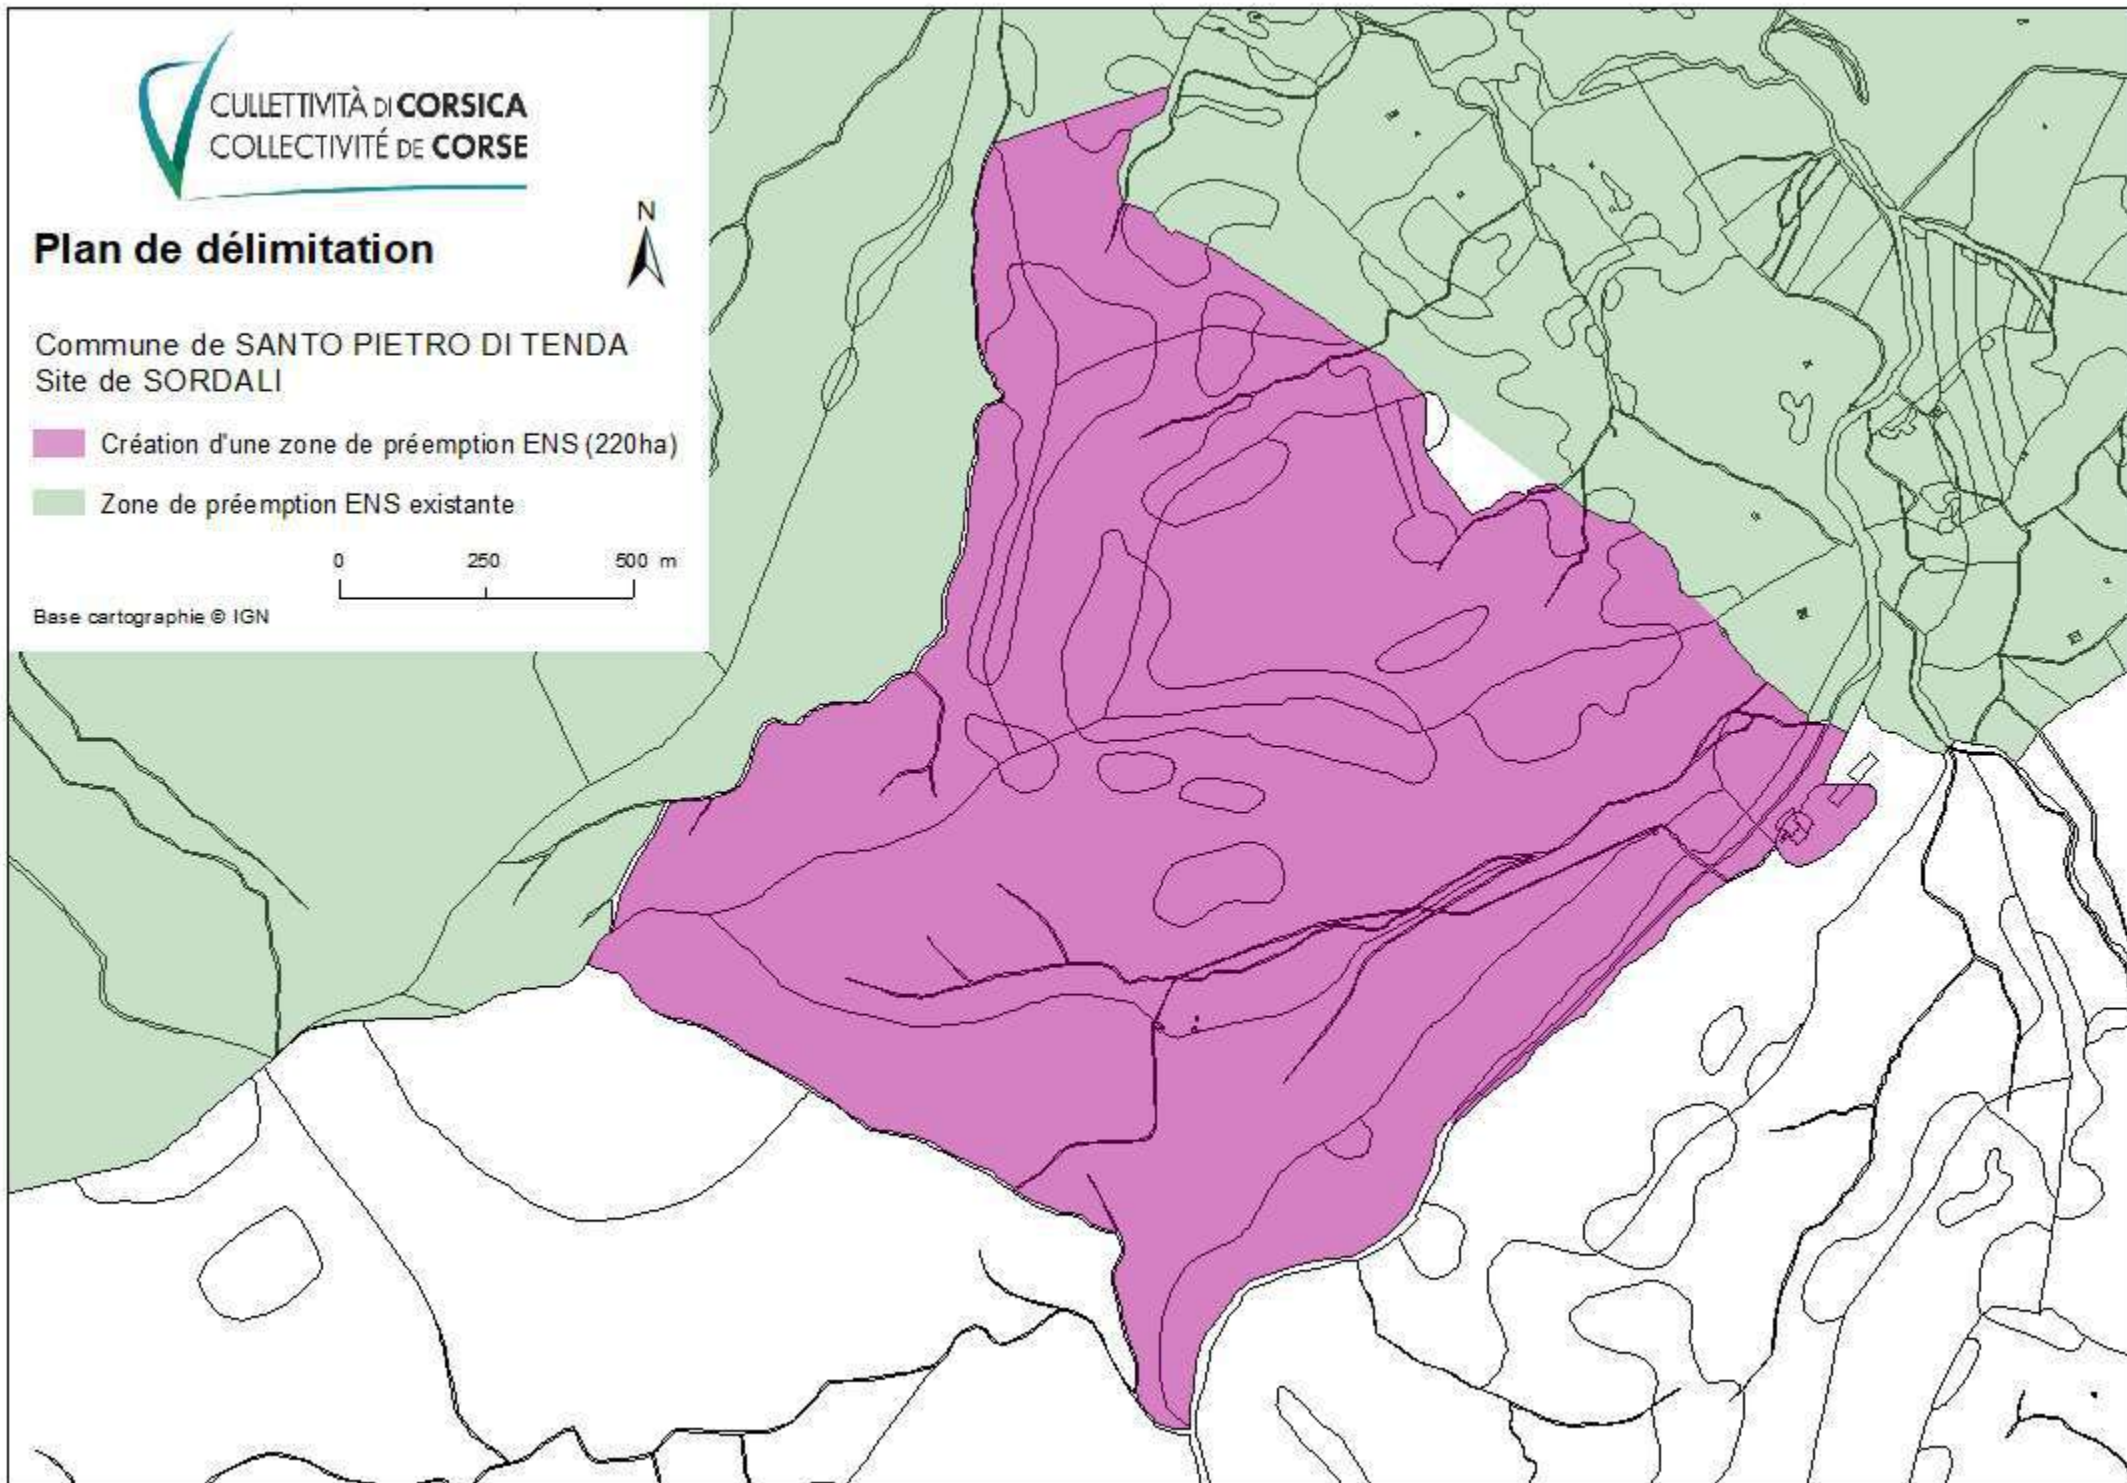 CULLETTIVITÀ DI CORSICA
COLLECTIVITÉ DE CORSE
N
Plan de délimitation
Commune de SANTO PIETRO DI TENDA
Site de SORDALI
Création d'une zone de préemption ENS (220ha)
Zone de préemption ENS existante
0 250 500 m
Base cartographie © IGN